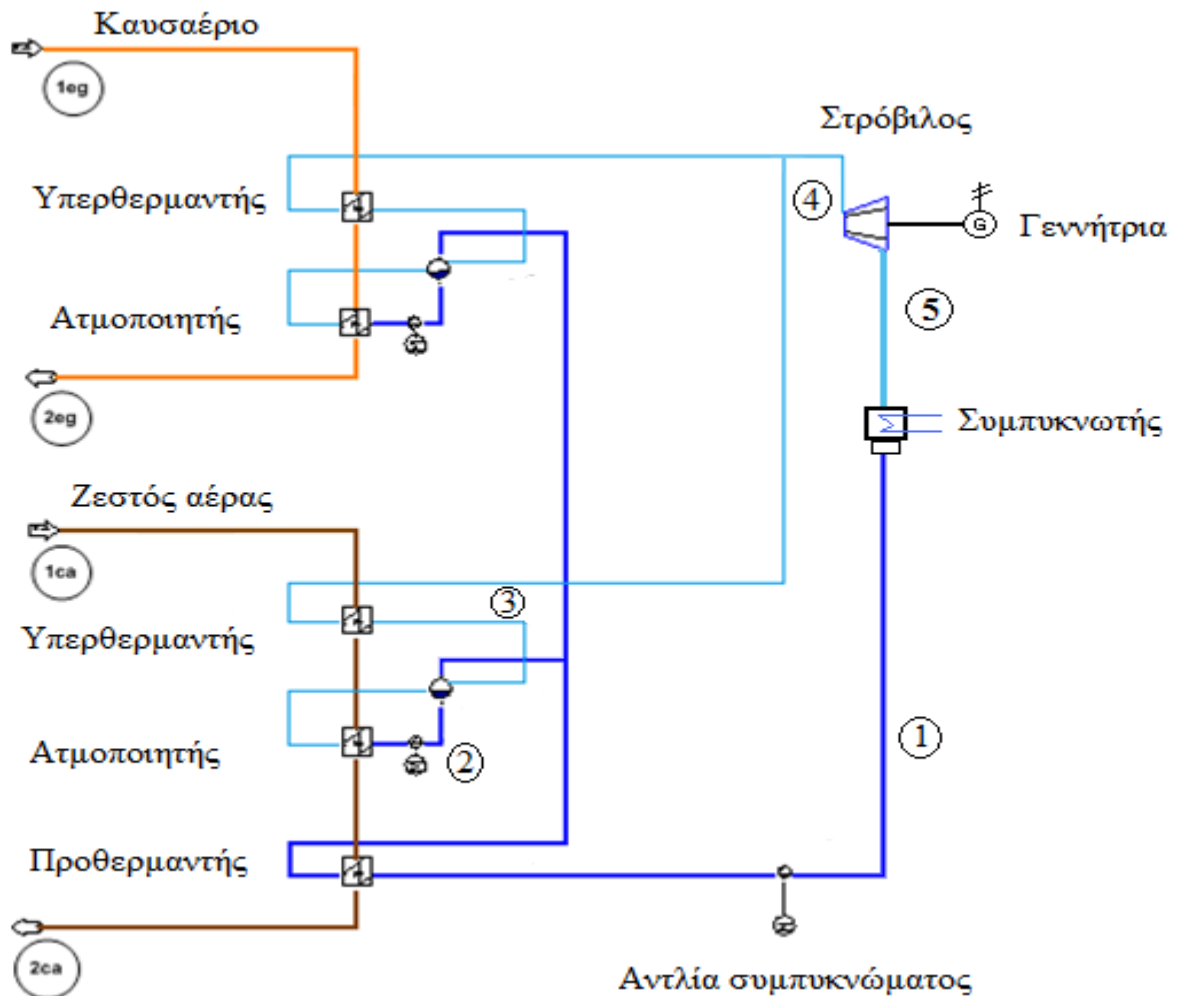 Καυσαέριο
1eg
Στρόβιλος
Υπερθερμαντής
4
G
Γεννήτρια
Ατμοποιητής
5
2eg
Συμπυκνωτής
Ζεστός αέρας
1ca
3
Υπερθερμαντής
1
Ατμοποιητής
2
Προθερμαντής
2ca
Αντλία συμπυκνώματος